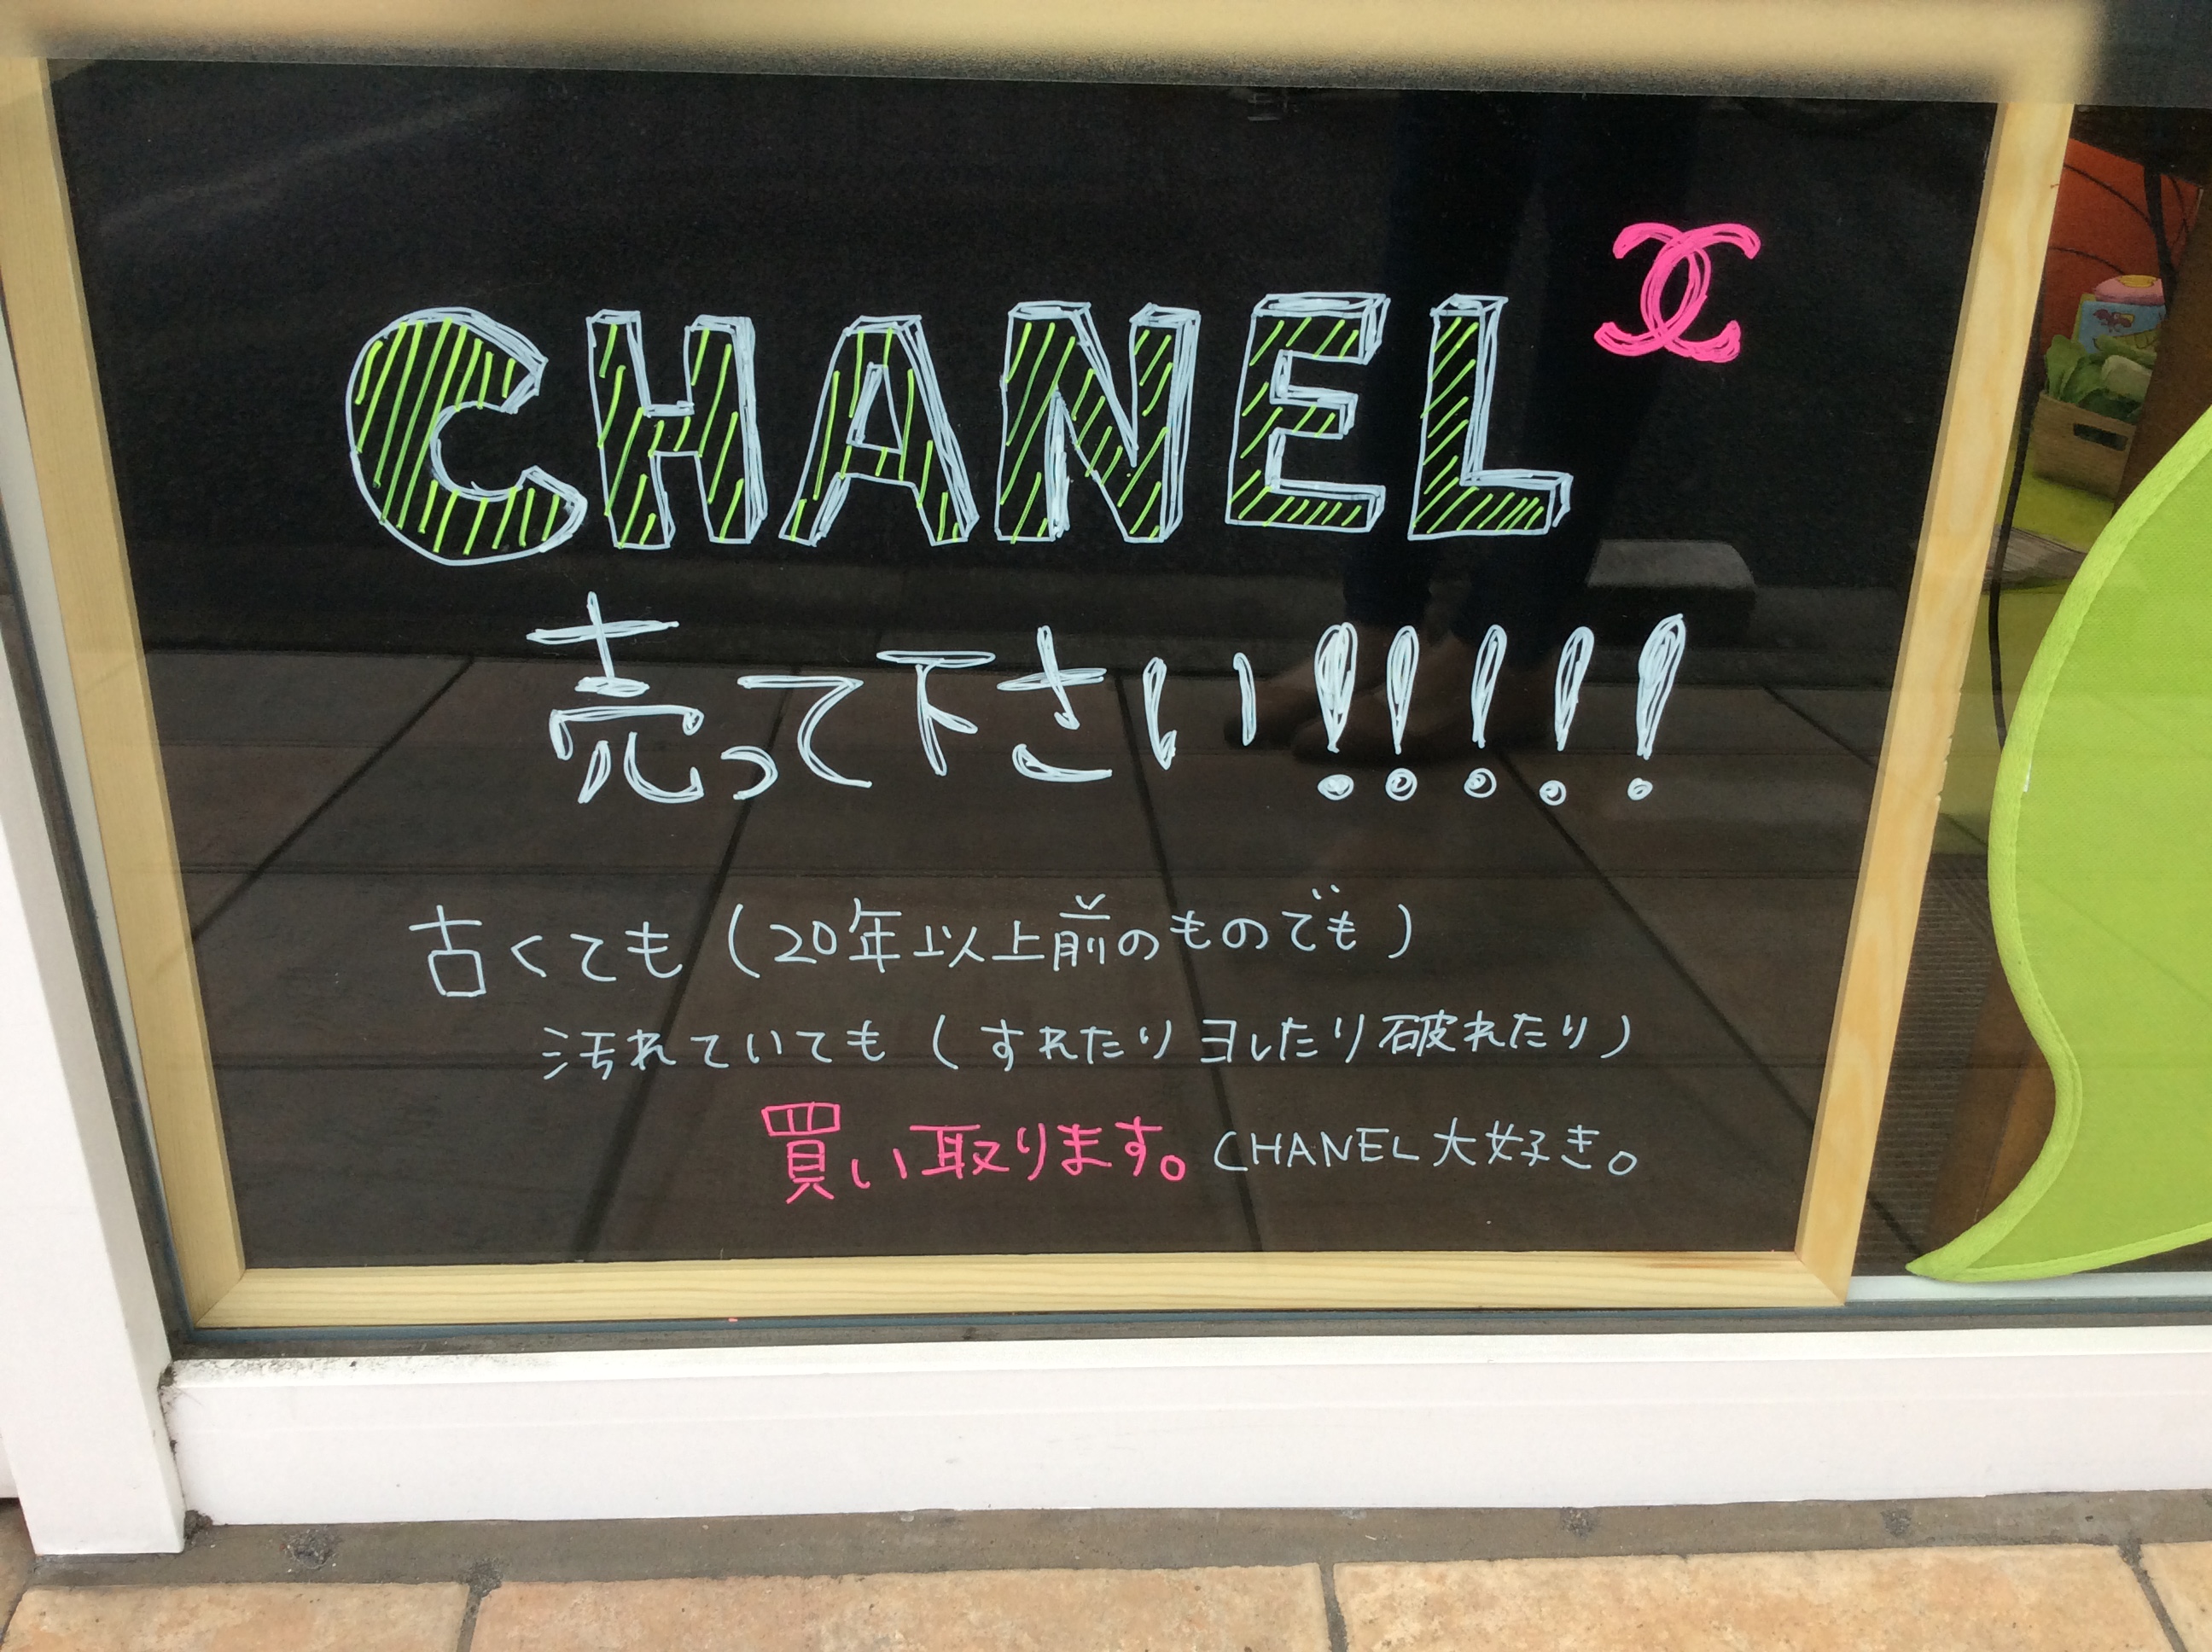 CHANEL
売って下さい!!!!!
古くても(20年以上前のものでも)
汚れていても(すれたりヨレたり破れたり)
買い取ります。CHANEL大好き。